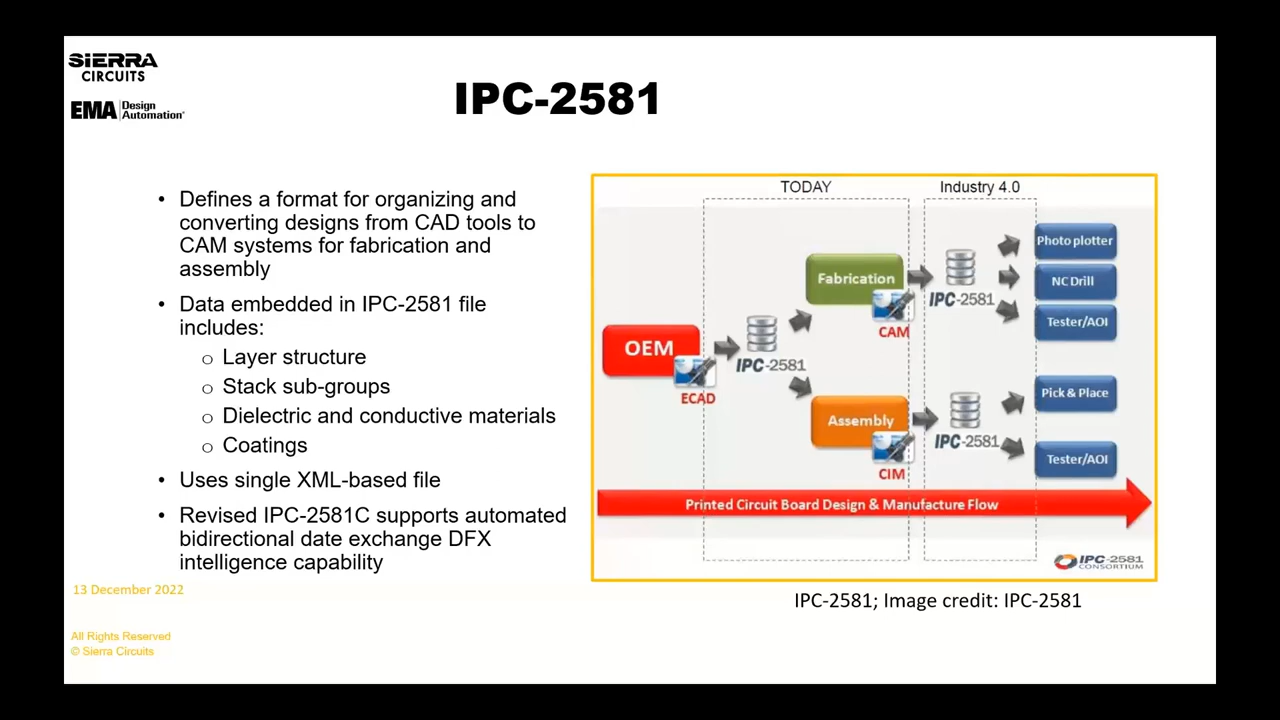 SIERRA
CIRCUITS
EMA Design
Automation®
IPC-2581
• Defines a format for organizing and
converting designs from CAD tools to
CAM systems for fabrication and
assembly
• Data embedded in IPC-2581 file
includes:
o Layer structure
o Stack sub-groups
o Dielectric and conductive materials
o Coatings
• Uses single XML-based file
• Revised IPC-2581C supports automated
bidirectional date exchange DFX
intelligence capability
13 December 2022
All Rights Reserved
© Sierra Circuits
TODAY
Industry 4.0
OEM
ECAD
IPC-2581
Fabrication
CAM
IPC-2581
Photo plotter
NC Drill
Tester/AOI
Assembly
CIM
IPC-2581
Pick & Place
Tester/AOI
Printed Circuit Board Design & Manufacture Flow
IPC-2581
CONSORTIUM
IPC-2581; Image credit: IPC-2581